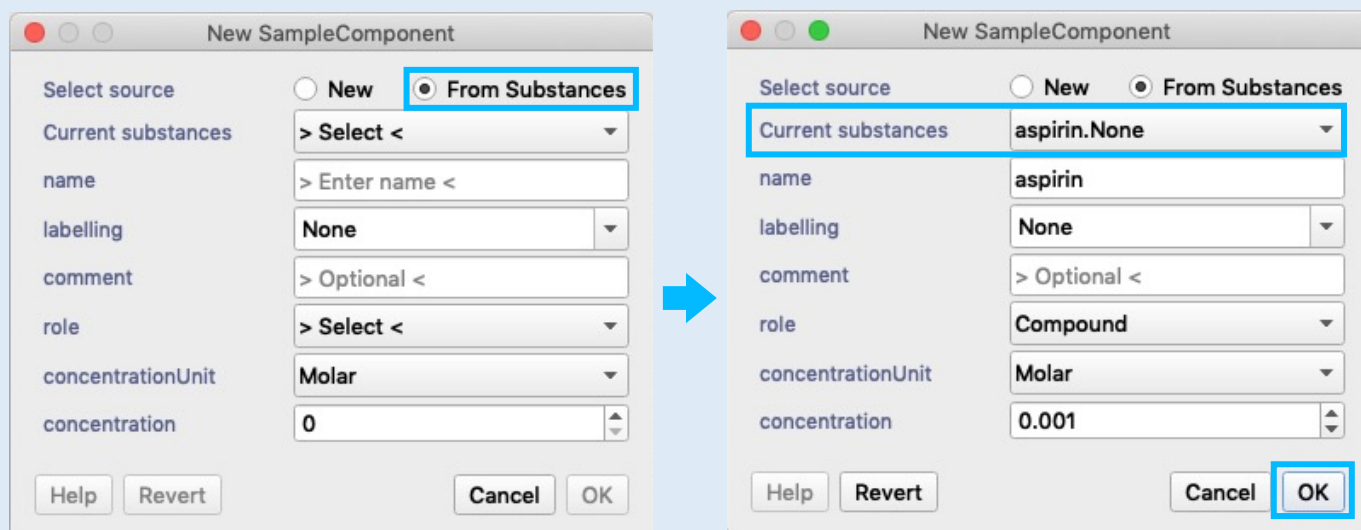 New SampleComponent
Select source New From Substances
Current substances > Select <
name > Enter name <
labelling None
comment > Optional <
role > Select <
concentrationUnit Molar
concentration 0
Help Revert Cancel OK
New SampleComponent
Select source New From Substances
Current substances aspirin.None
name aspirin
labelling None
comment > Optional <
role Compound
concentrationUnit Molar
concentration 0.001
Help Revert Cancel OK